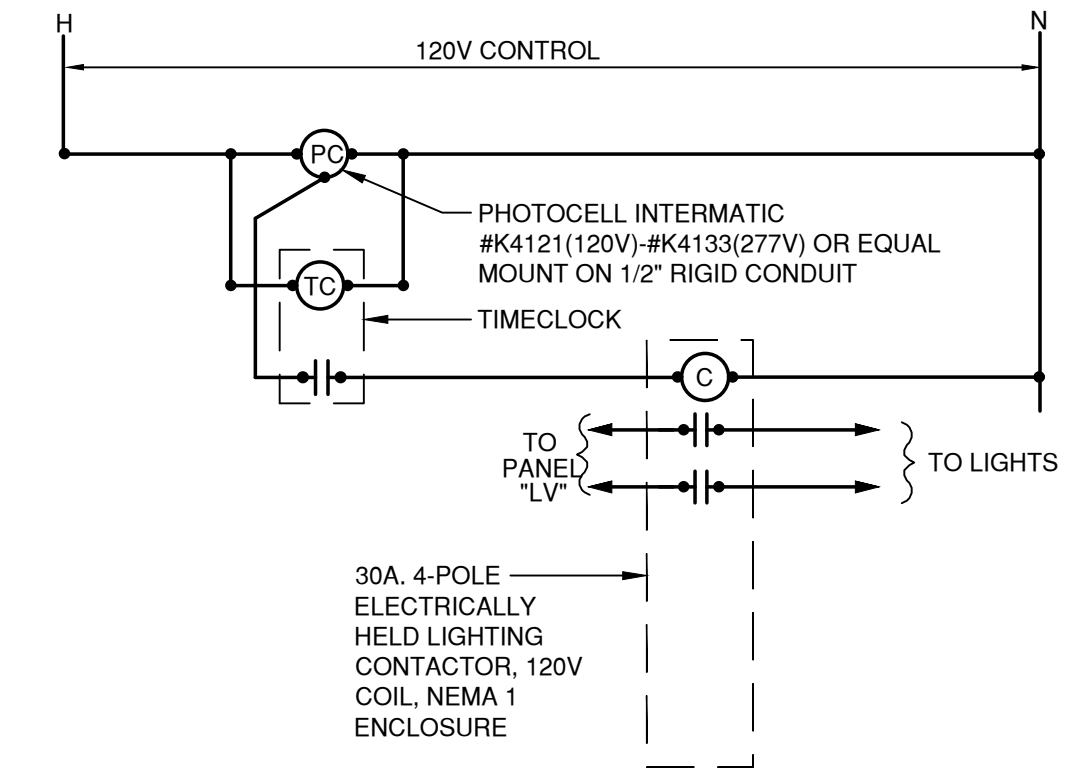 H
N
120V CONTROL
PC
PHOTOCELL INTERMATIC
#K4121(120V)-#K4133(277V) OR EQUAL
MOUNT ON 1/2" RIGID CONDUIT
TC
TIMECLOCK
C
TO
PANEL
"LV"
TO LIGHTS
30A. 4-POLE
ELECTRICALLY
HELD LIGHTING
CONTACTOR, 120V
COIL, NEMA 1
ENCLOSURE